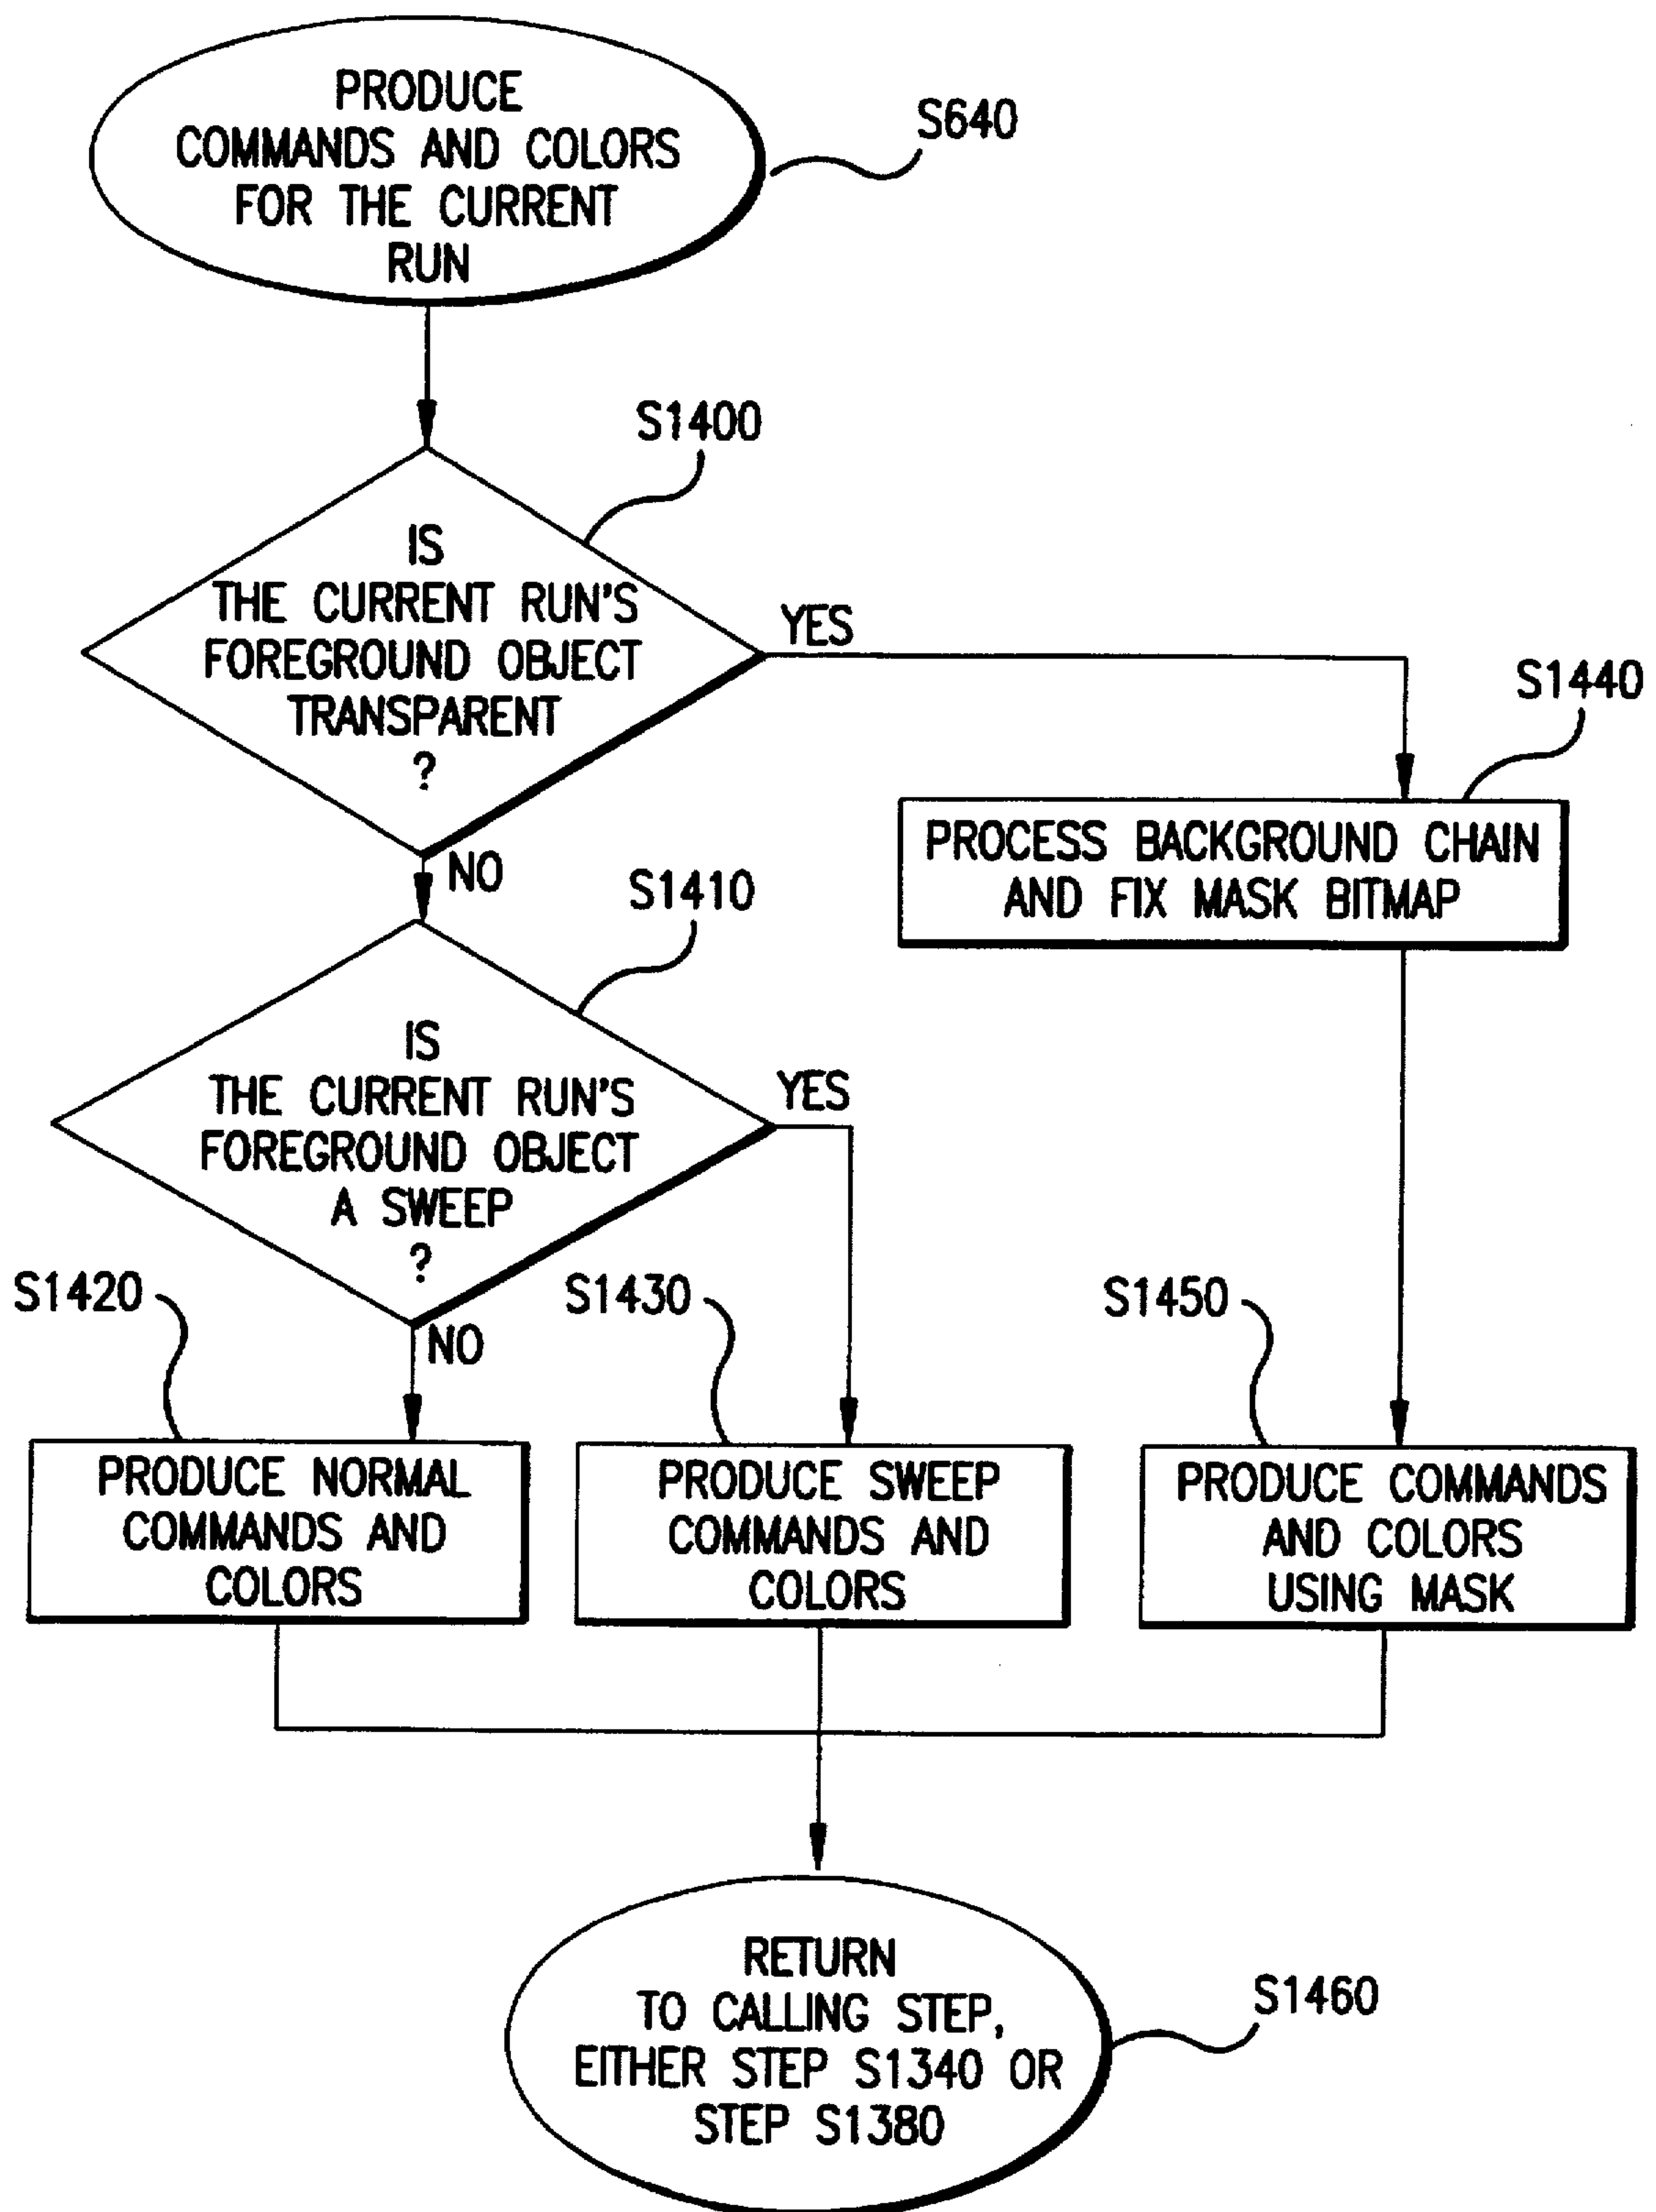 PRODUCE
COMMANDS AND COLORS
FOR THE CURRENT
RUN
S640
S1400
IS
THE CURRENT RUN'S
FOREGROUND OBJECT
TRANSPARENT
?
YES
NO
S1440
PROCESS BACKGROUND CHAIN
AND FIX MASK BITMAP
S1410
IS
THE CURRENT RUN'S
FOREGROUND OBJECT
A SWEEP
?
YES
NO
S1420
PRODUCE NORMAL
COMMANDS AND
COLORS
S1430
PRODUCE SWEEP
COMMANDS AND
COLORS
S1450
PRODUCE COMMANDS
AND COLORS
USING MASK
RETURN
TO CALLING STEP,
EITHER STEP S1340 OR
STEP S1380
S1460